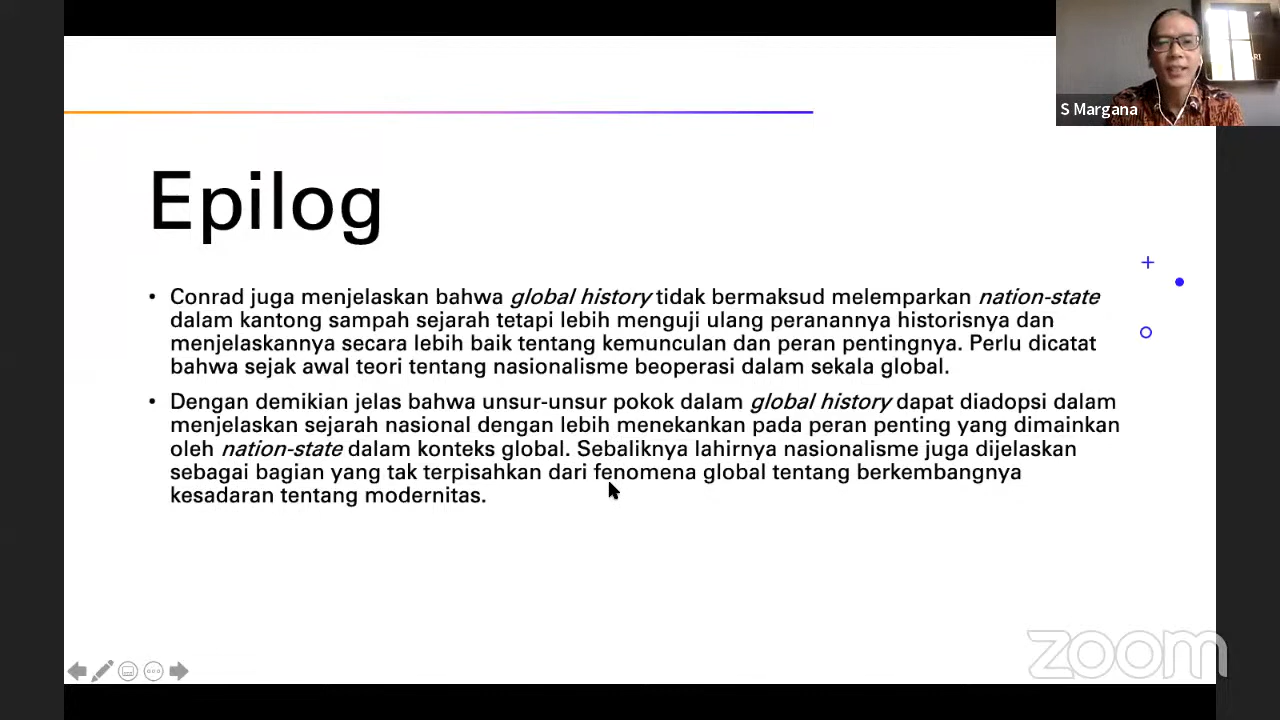 S Margana
Epilog
• Conrad juga menjelaskan bahwa global history tidak bermaksud melemparkan nation-state
dalam kantong sampah sejarah tetapi lebih menguji ulang peranannya historisnya dan
menjelaskannya secara lebih baik tentang kemunculan dan peran pentingnya. Perlu dicatat
bahwa sejak awal teori tentang nasionalisme beoperasi dalam sekala global.
• Dengan demikian jelas bahwa unsur-unsur pokok dalam global history dapat diadopsi dalam
menjelaskan sejarah nasional dengan lebih menekankan pada peran penting yang dimainkan
oleh nation-state dalam konteks global. Sebaliknya lahirnya nasionalisme juga dijelaskan
sebagai bagian yang tak terpisahkan dari fenomena global tentang berkembangnya
kesadaran tentang modernitas.
zoom